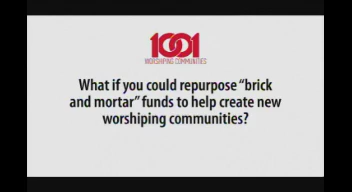 1001
WORSHIPING COMMUNITIES
What if you could repurpose “brick
and mortar” funds to help create new
worshiping communities?